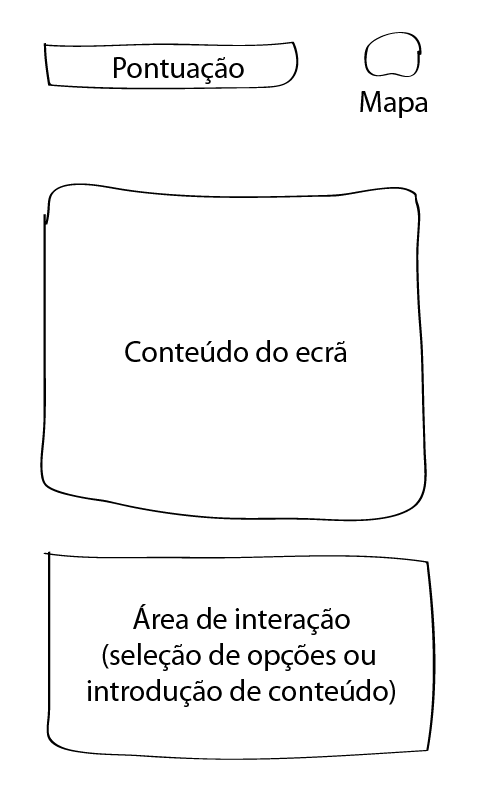 Pontuação
Mapa
Conteúdo do ecrã
Área de interação
(seleção de opções ou
introdução de conteúdo)